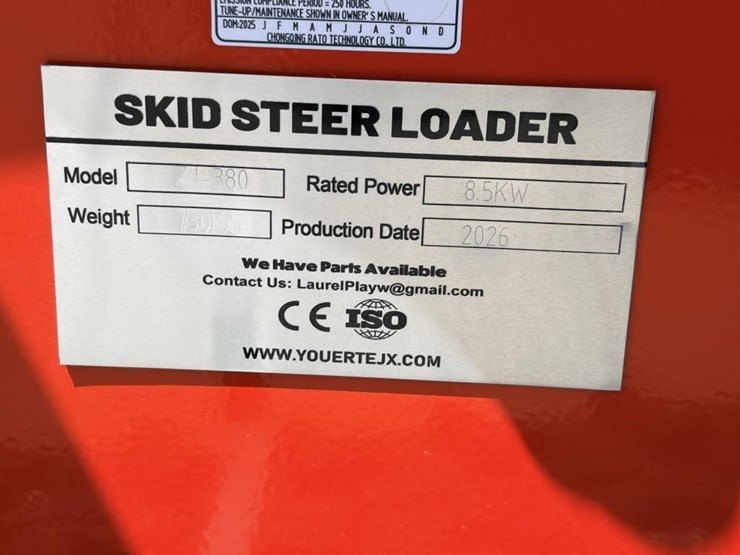 EMISSION COMPLIANCE PERIOD = 250 HOURS.
TUNE-UP/MAINTENANCE SHOWN IN OWNER'S MANUAL.
DOM:2025 J F M A M J J A S O N D
CHONGQING RATO TECHNOLOGY CO., LTD.
SKID STEER LOADER
Model -380 Rated Power 8.5KW
Weight Production Date 2026
We Have Parts Available
Contact Us: LaurelPlayw@gmail.com
CE ISO
WWW.YOUERTEJX.COM